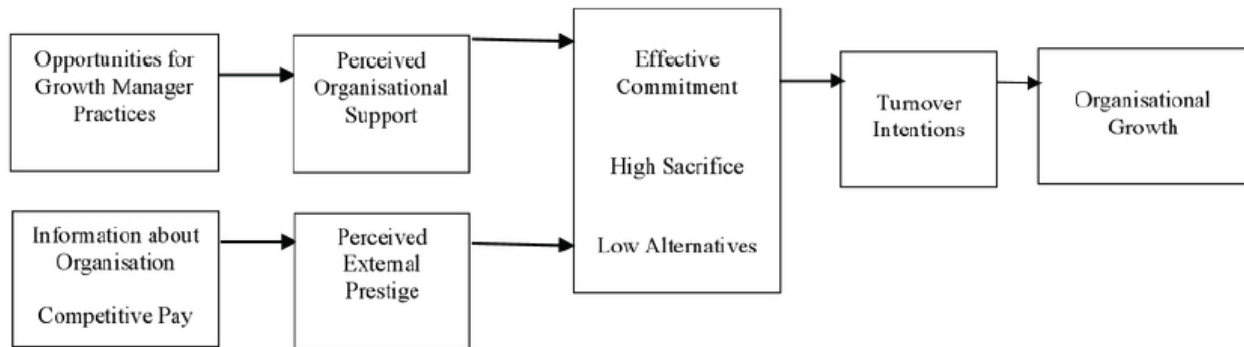 Opportunities for
Growth Manager
Practices
Perceived
Organisational
Support
Effective
Commitment
High Sacrifice
Low Alternatives
Turnover
Intentions
Organisational
Growth
Information about
Organisation
Competitive Pay
Perceived
External
Prestige